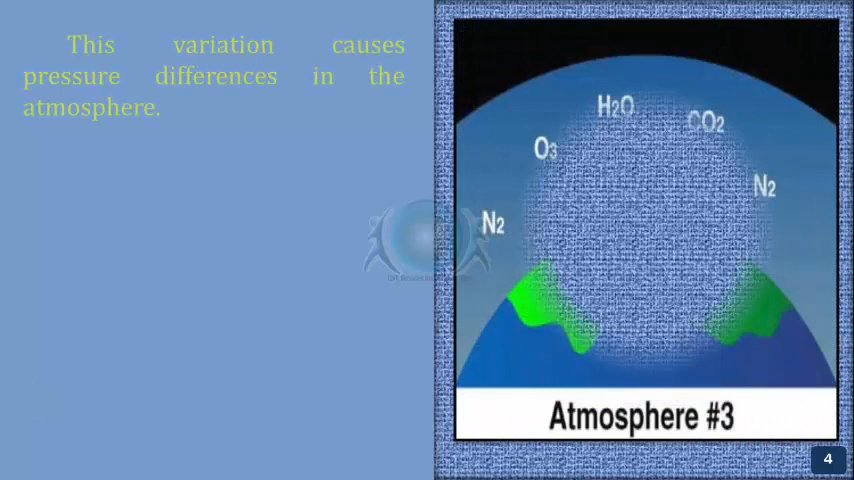 This variation causes
pressure differences in the
atmosphere.
H2O
CO2
O3
N2
N2
Atmosphere #3
4